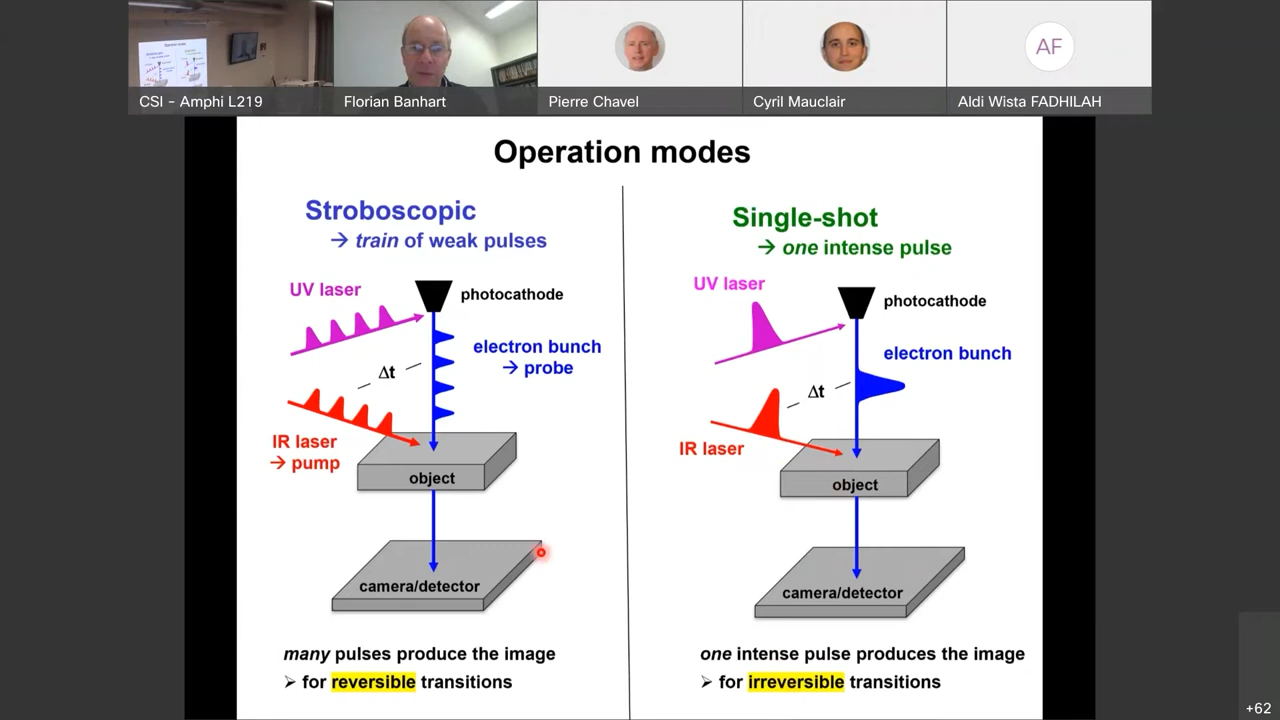 CSI - Amphi L219
Florian Banhart
Pierre Chavel
Cyril Mauclair
AF
Aldi Wista FADHILAH
Operation modes
Stroboscopic
→ train of weak pulses
UV laser
photocathode
electron bunch
→ probe
Δt
IR laser
→ pump
object
camera/detector
many pulses produce the image
➢ for reversible transitions
Single-shot
→ one intense pulse
UV laser
photocathode
electron bunch
Δt
IR laser
object
camera/detector
one intense pulse produces the image
➢ for irreversible transitions
+62